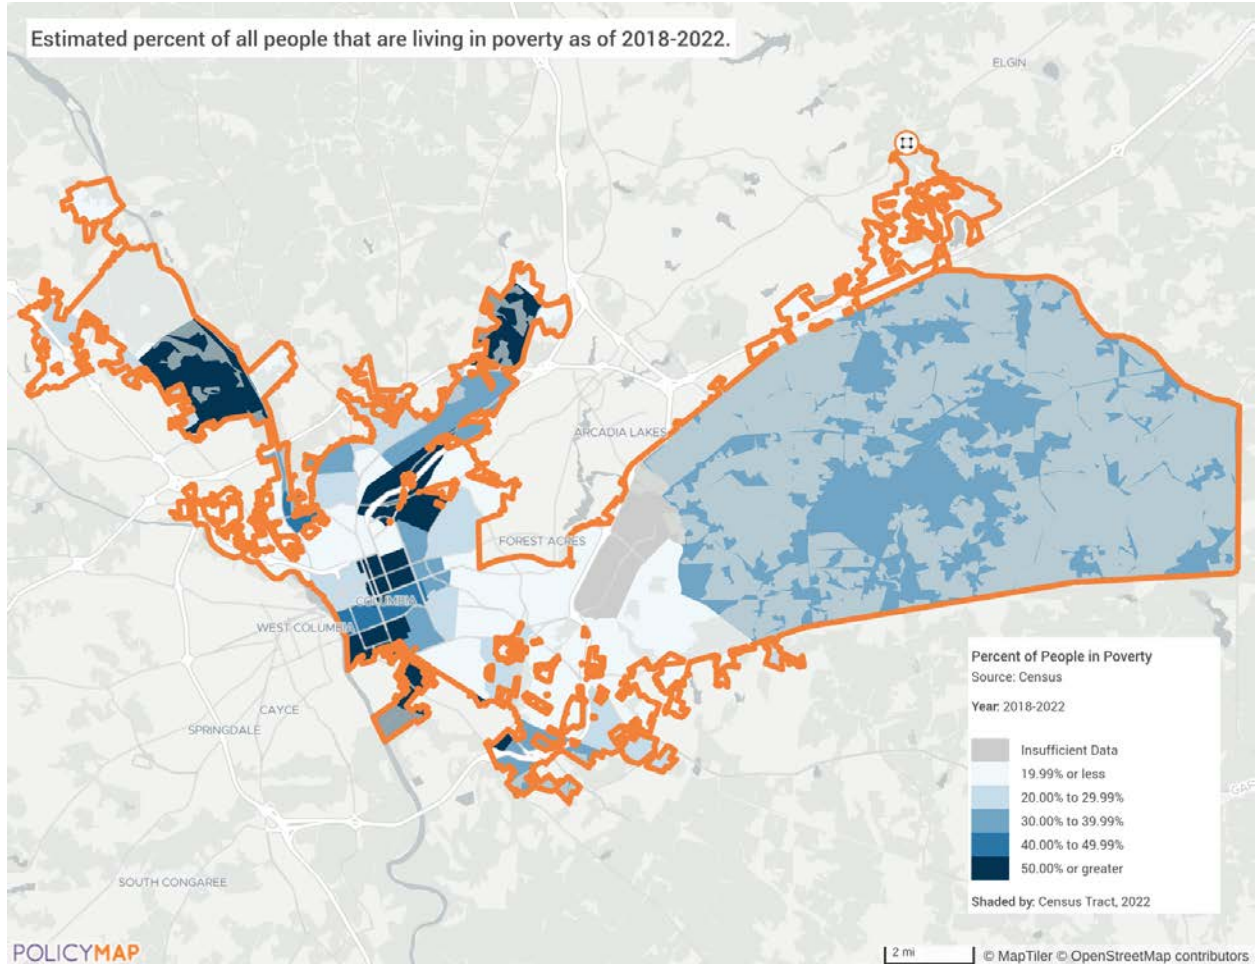 Estimated percent of all people that are living in poverty as of 2018-2022.
ELGIN
ARCADIA LAKES
FOREST ACRES
COLUMBIA
WEST COLUMBIA
CAYCE
SPRINGDALE
SOUTH CONGAREE
GAR
Percent of People in Poverty
Source: Census
Year: 2018-2022
Insufficient Data
19.99% or less
20.00% to 29.99%
30.00% to 39.99%
40.00% to 49.99%
50.00% or greater
Shaded by: Census Tract, 2022
POLICYMAP
2 mi
© MapTiler © OpenStreetMap contributors